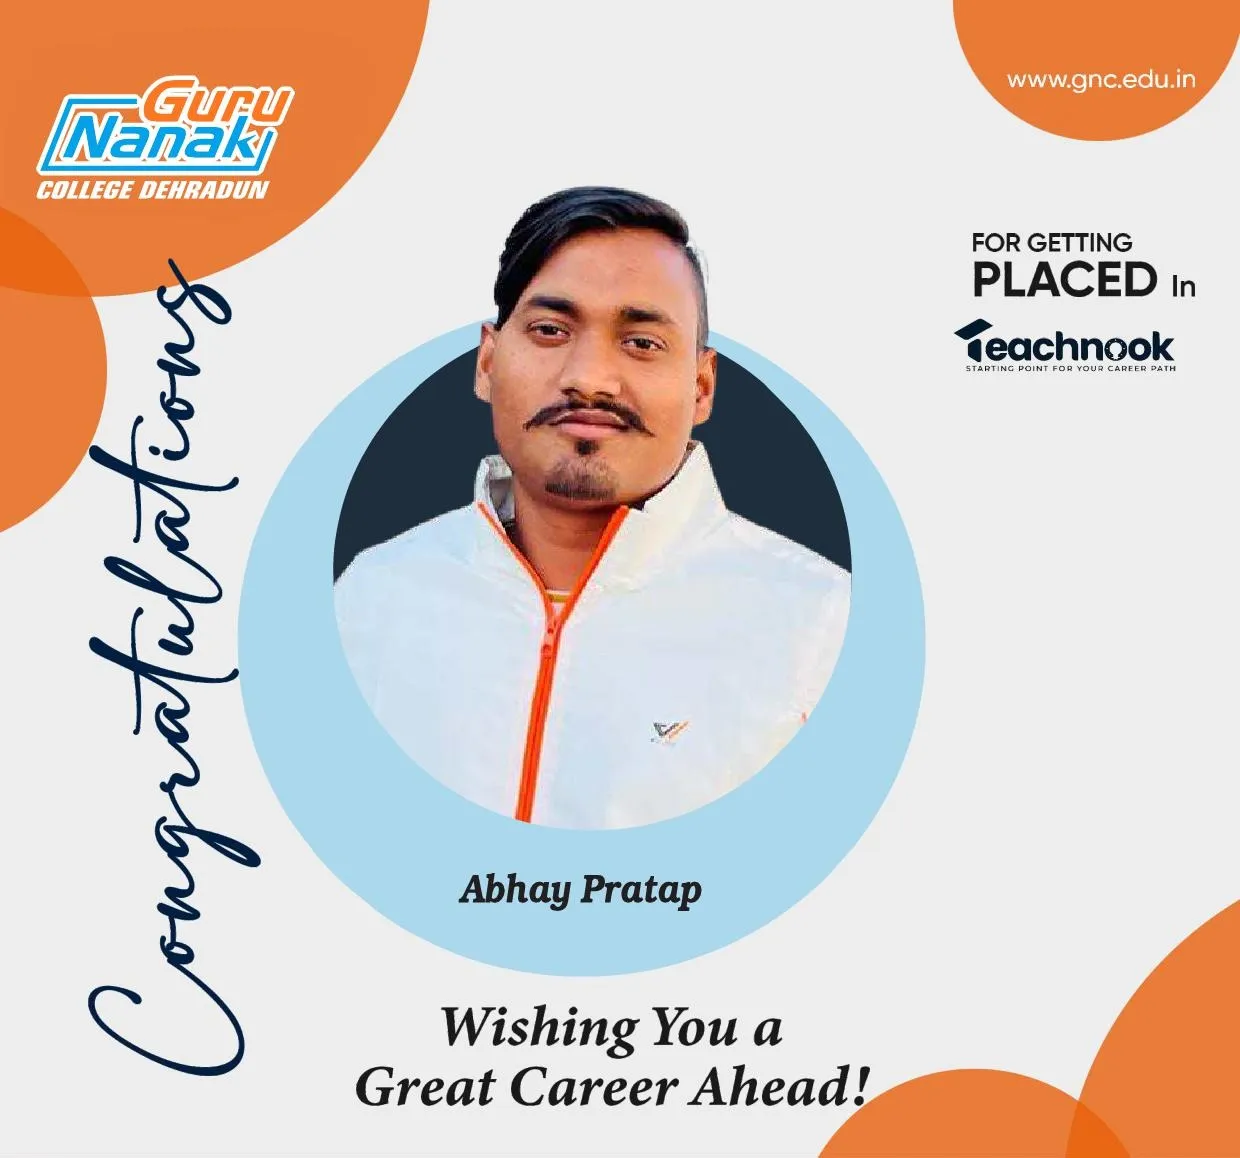 Guru
Nanak
COLLEGE DEHRADUN
www.gnc.edu.in
Congratulations
FOR GETTING
PLACED In
Teachnook
STARTING POINT FOR YOUR CAREER PATH
Abhay Pratap
Wishing You a
Great Career Ahead!